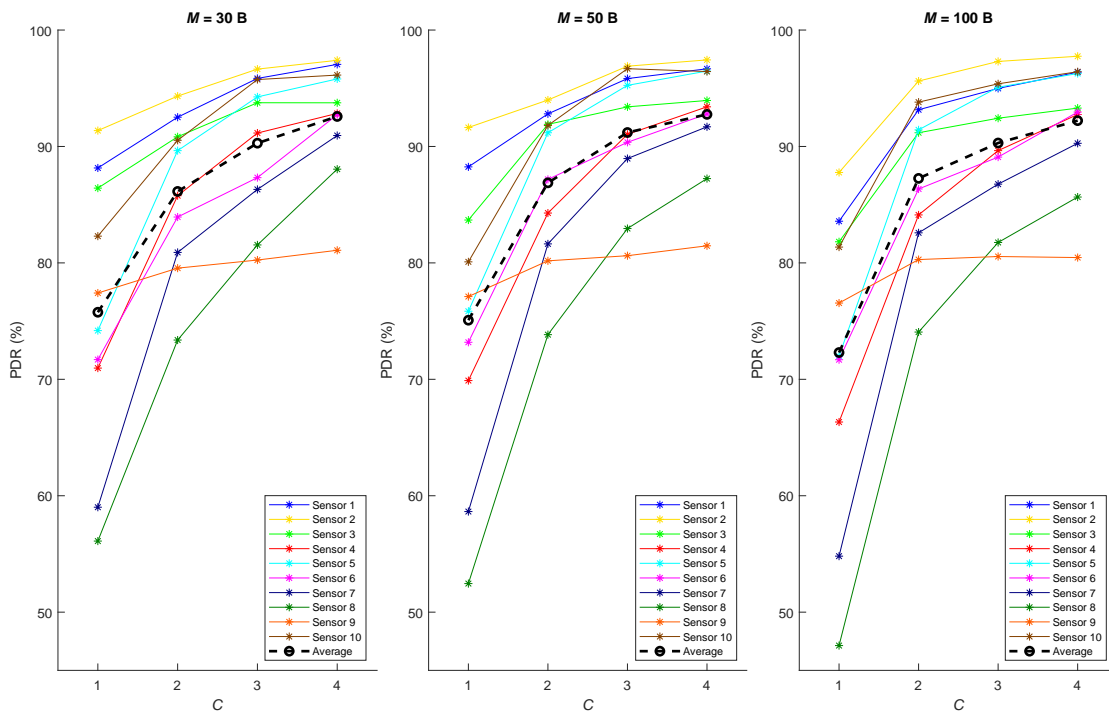 M = 30 B
100
90
80
70
60
50
PDR (%)
1 2 3 4
C
Sensor 1
Sensor 2
Sensor 3
Sensor 4
Sensor 5
Sensor 6
Sensor 7
Sensor 8
Sensor 9
Sensor 10
Average
M = 50 B
100
90
80
70
60
50
PDR (%)
1 2 3 4
C
Sensor 1
Sensor 2
Sensor 3
Sensor 4
Sensor 5
Sensor 6
Sensor 7
Sensor 8
Sensor 9
Sensor 10
Average
M = 100 B
100
90
80
70
60
50
PDR (%)
1 2 3 4
C
Sensor 1
Sensor 2
Sensor 3
Sensor 4
Sensor 5
Sensor 6
Sensor 7
Sensor 8
Sensor 9
Sensor 10
Average